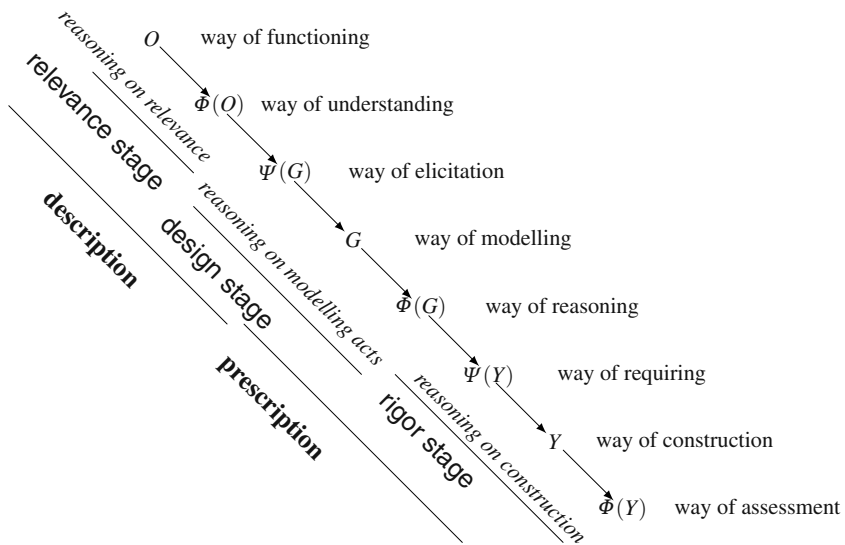 O way of functioning
Φ(O) way of understanding
Ψ(G) way of elicitation
G way of modelling
Φ(G) way of reasoning
Ψ(Y) way of requiring
Y way of construction
Φ(Y) way of assessment
reasoning on relevance
reasoning on modelling acts
reasoning on construction
relevance stage
design stage
rigor stage
description
prescription